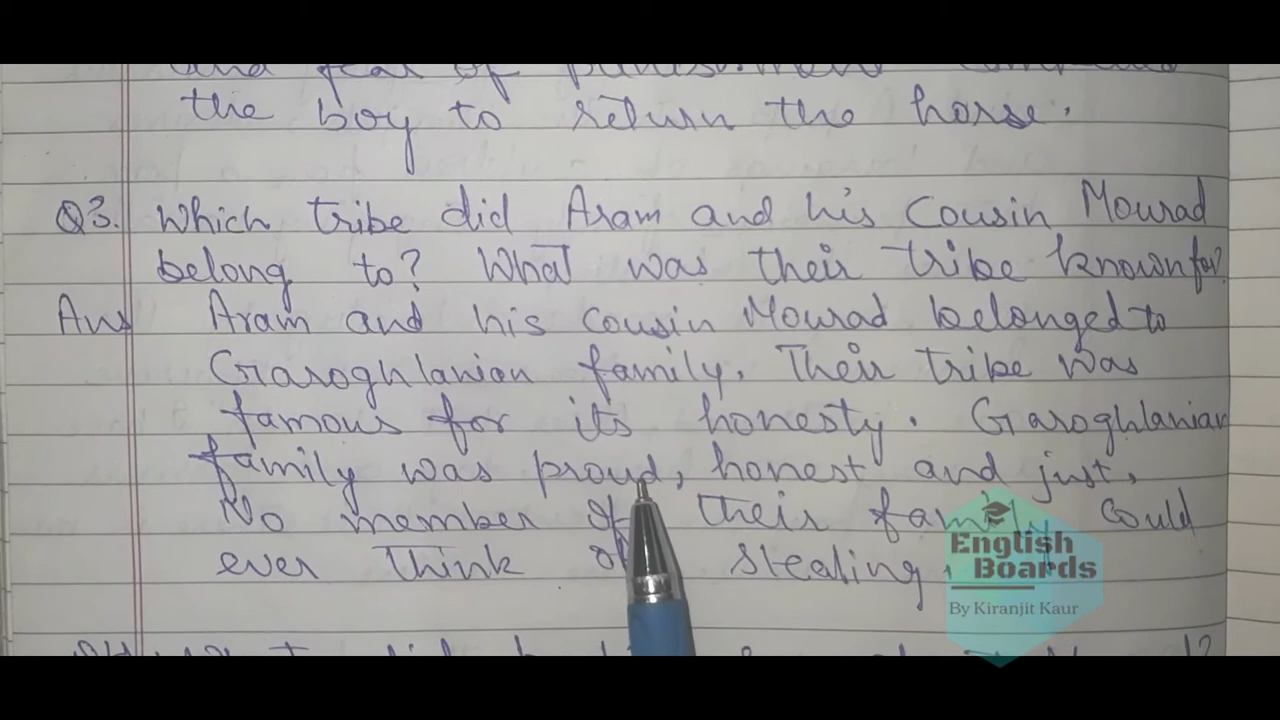 and fear of
the boy to return the horse.
Q3. Which tribe did Aram and his Cousin Mourad
belong to? What was their tribe known for?
Ans Aram and his cousin Mourad belonged to
Garoghlanian family. Their tribe was
famous for its honesty. Garoghlanian
family was proud, honest and just.
No member of their family could
ever think of stealing.
English
Boards
By Kiranjit Kaur